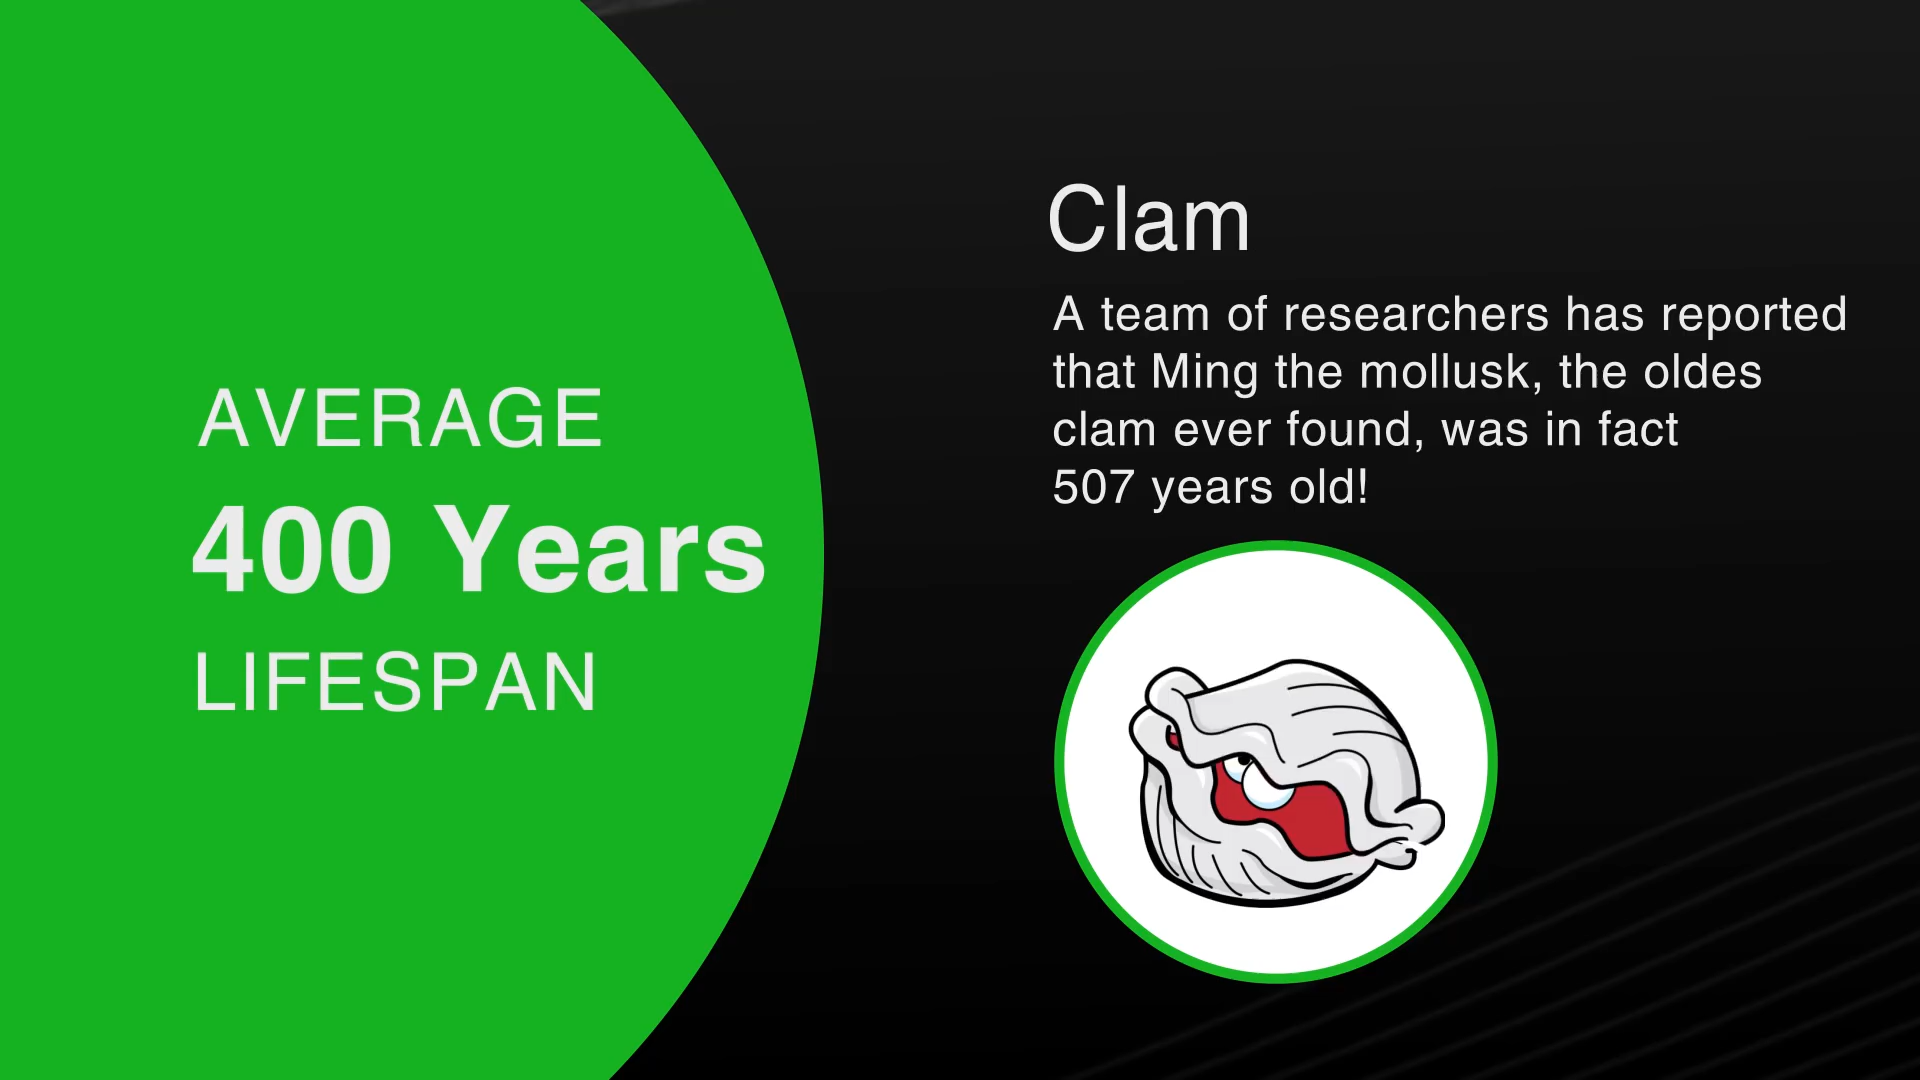 AVERAGE
400 Years
LIFESPAN
Clam
A team of researchers has reported
that Ming the mollusk, the oldes
clam ever found, was in fact
507 years old!